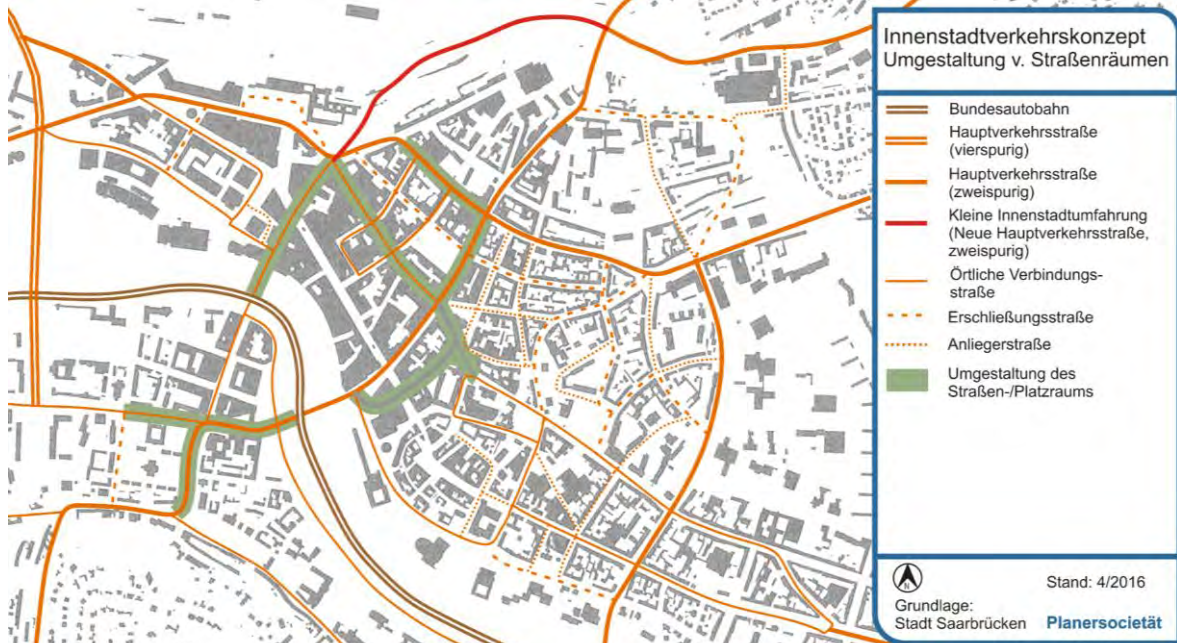 Innenstadtverkehrskonzept
Umgestaltung v. Straßenräumen
Bundesautobahn
Hauptverkehrsstraße
(vierspurig)
Hauptverkehrsstraße
(zweispurig)
Kleine Innenstadtumfahrung
(Neue Hauptverkehrsstraße,
zweispurig)
Örtliche Verbindungs-
straße
Erschließungsstraße
Anliegerstraße
Umgestaltung des
Straßen-/Platzraums
N
Stand: 4/2016
Grundlage:
Stadt Saarbrücken Planersocietät